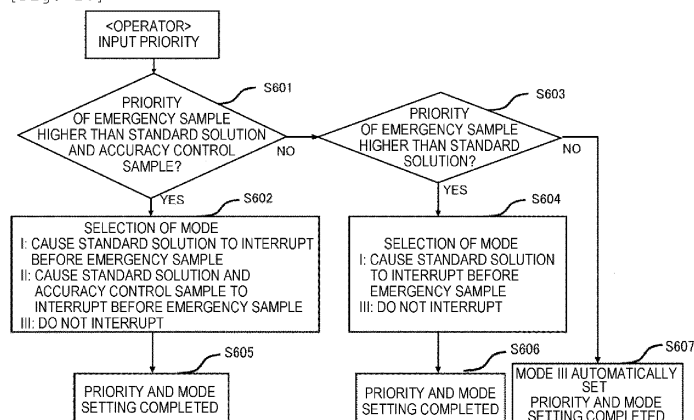 <OPERATOR>
INPUT PRIORITY
S601
PRIORITY
OF EMERGENCY SAMPLE
HIGHER THAN STANDARD SOLUTION
AND ACCURACY CONTROL
SAMPLE?
NO
YES
S603
PRIORITY
OF EMERGENCY SAMPLE
HIGHER THAN STANDARD
SOLUTION?
NO
YES
S602
SELECTION OF MODE
I: CAUSE STANDARD SOLUTION TO INTERRUPT
BEFORE EMERGENCY SAMPLE
II: CAUSE STANDARD SOLUTION AND
ACCURACY CONTROL SAMPLE TO
INTERRUPT BEFORE EMERGENCY SAMPLE
III: DO NOT INTERRUPT
S604
SELECTION OF MODE
I: CAUSE STANDARD SOLUTION
TO INTERRUPT BEFORE
EMERGENCY SAMPLE
III: DO NOT INTERRUPT
S605
PRIORITY AND MODE
SETTING COMPLETED
S606
PRIORITY AND MODE
SETTING COMPLETED
S607
MODE III AUTOMATICALLY
SET
PRIORITY AND MODE
SETTING COMPLETED